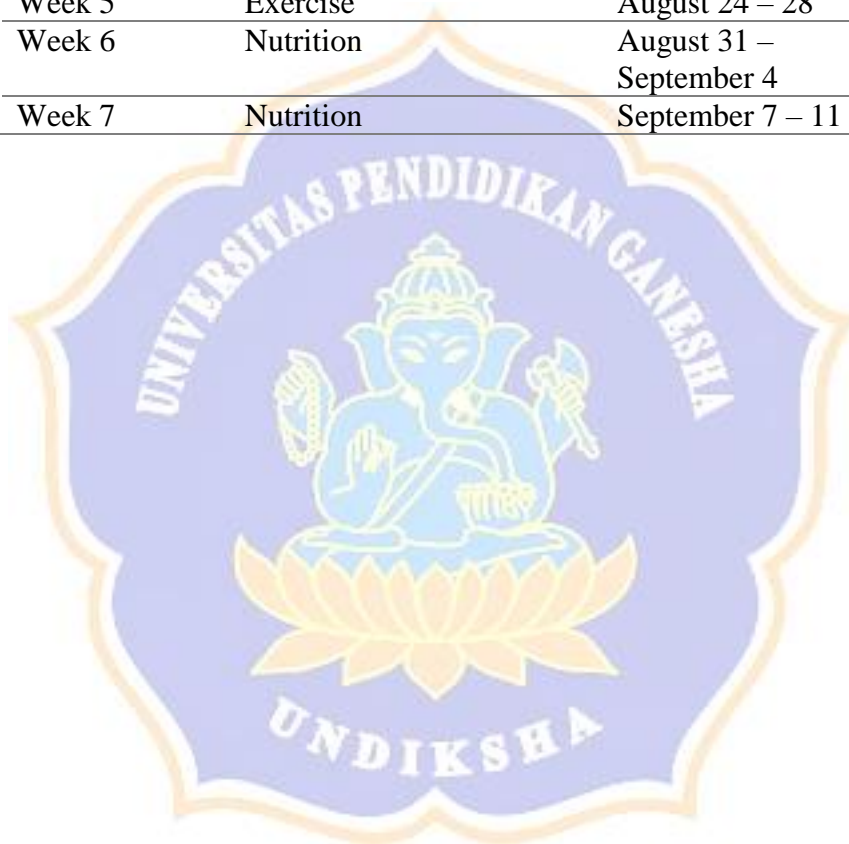 Week 5 Exercise August 24 – 28
Week 6 Nutrition August 31 –
September 4
Week 7 Nutrition September 7 – 11
UNIVERSITAS PENDIDIKAN GANESHA
UNDIKSHA